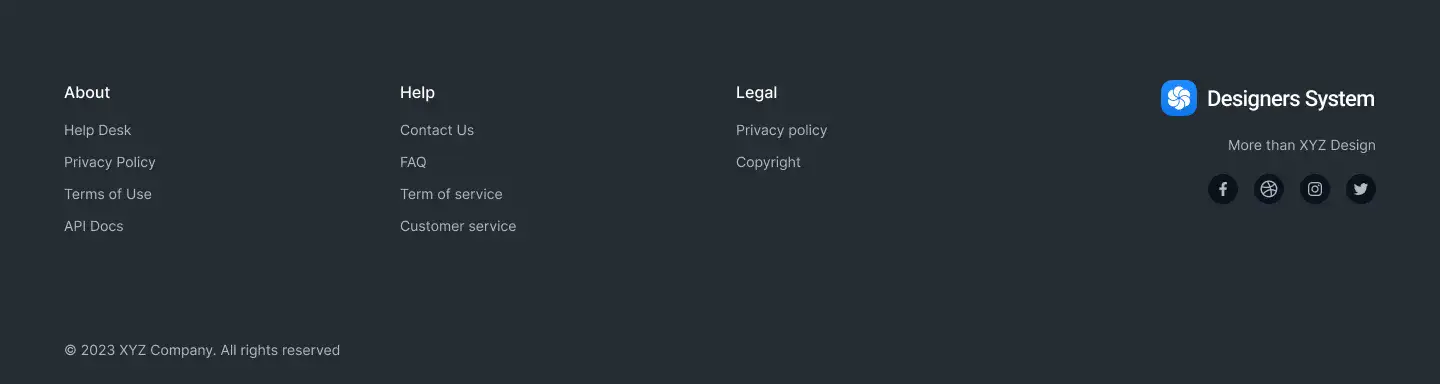 About
Help Desk
Privacy Policy
Terms of Use
API Docs
Help
Contact Us
FAQ
Term of service
Customer service
Legal
Privacy policy
Copyright
Designers System
More than XYZ Design
© 2023 XYZ Company. All rights reserved